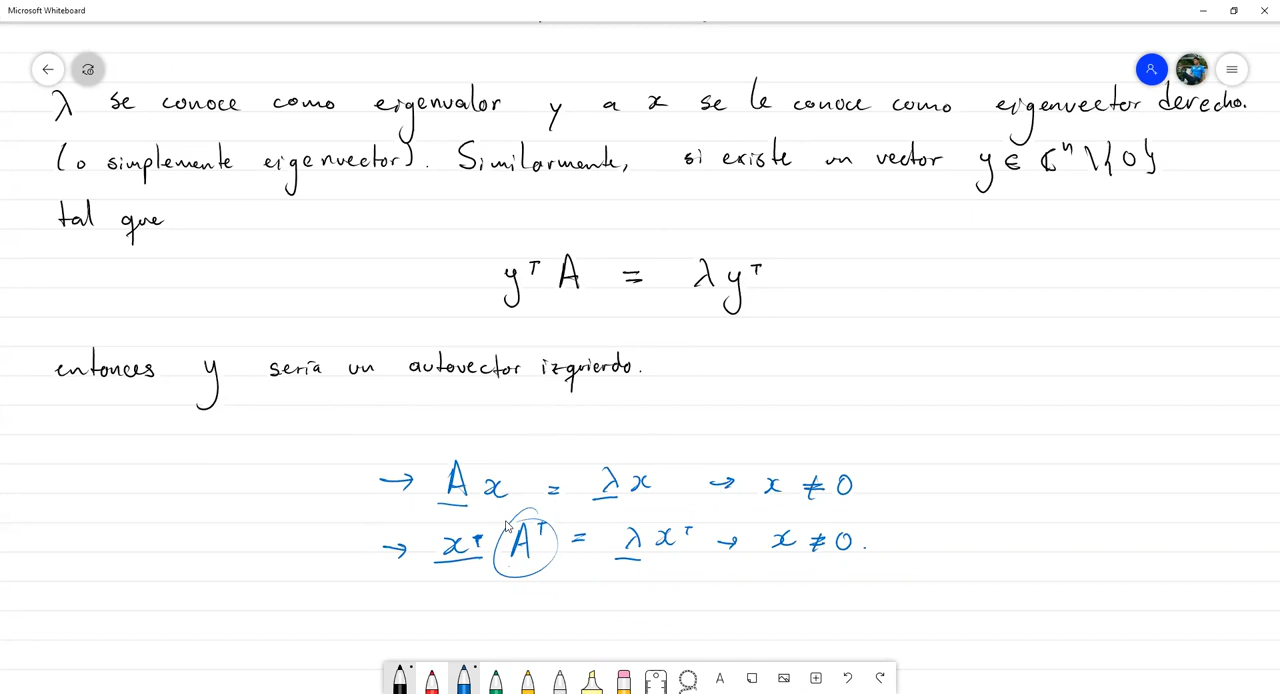 Microsoft Whiteboard
λ se conoce como eigenvalor y a x se le conoce como eigenvector derecho.
(o simplemente eigenvector). Similarmente, si existe un vector y ∈ ℂⁿ \ {0}
tal que
yᵀ A = λ yᵀ
entonces y sería un autovector izquierdo.
→ A x = λ x → x ≠ 0
→ xᵀ Aᵀ = λ xᵀ → x ≠ 0.
A